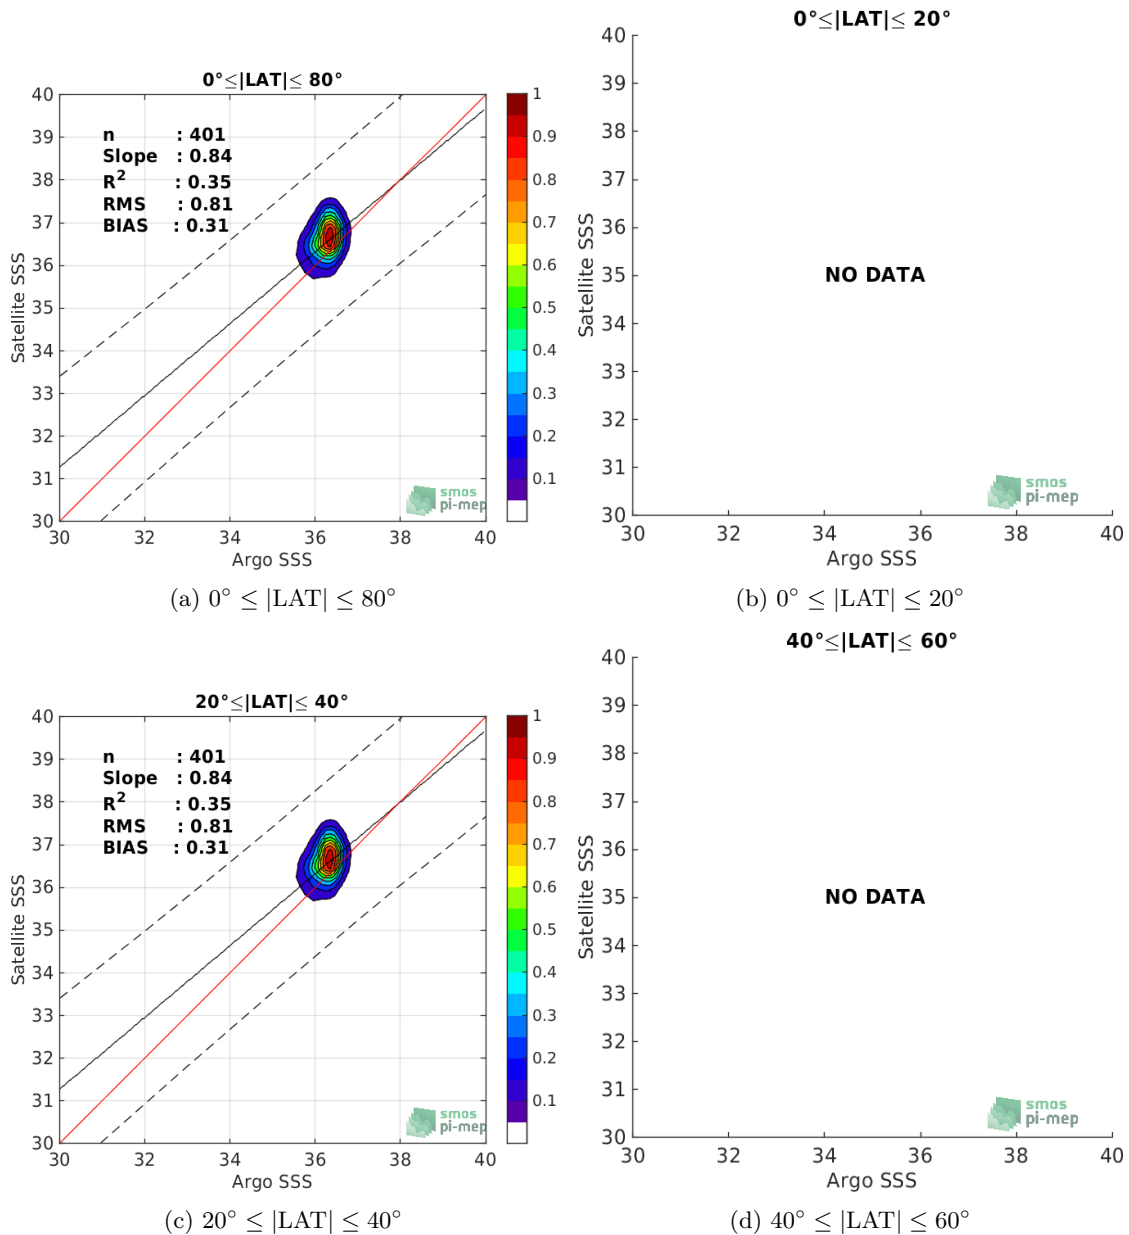 0°≤|LAT|≤ 80°
40
39
38
37
36
35
34
33
32
31
30
n : 401
Slope : 0.84
R² : 0.35
RMS : 0.81
BIAS : 0.31
Satellite SSS
30 32 34 36 38 40
Argo SSS
smos
pi-mep
1
0.9
0.8
0.7
0.6
0.5
0.4
0.3
0.2
0.1
(a) 0° ≤ |LAT| ≤ 80°
0°≤|LAT|≤ 20°
40
39
38
37
36
35
34
33
32
31
30
Satellite SSS
NO DATA
smos
pi-mep
30 32 34 36 38 40
Argo SSS
(b) 0° ≤ |LAT| ≤ 20°
20°≤|LAT|≤ 40°
40
39
38
37
36
35
34
33
32
31
30
n : 401
Slope : 0.84
R² : 0.35
RMS : 0.81
BIAS : 0.31
Satellite SSS
30 32 34 36 38 40
Argo SSS
smos
pi-mep
1
0.9
0.8
0.7
0.6
0.5
0.4
0.3
0.2
0.1
(c) 20° ≤ |LAT| ≤ 40°
40°≤|LAT|≤ 60°
40
39
38
37
36
35
34
33
32
31
30
Satellite SSS
NO DATA
smos
pi-mep
30 32 34 36 38 40
Argo SSS
(d) 40° ≤ |LAT| ≤ 60°